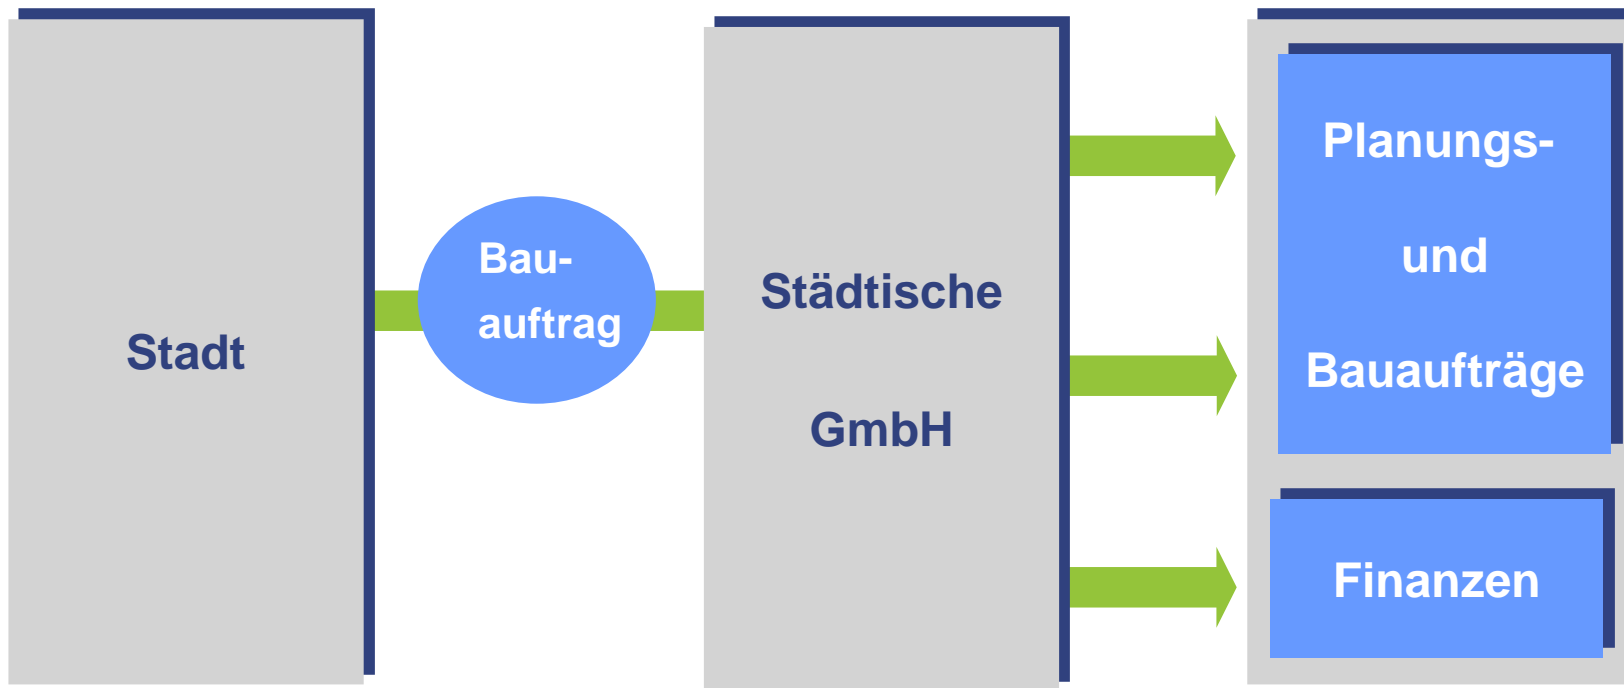 Stadt
Bau-
auftrag
Städtische
GmbH
Planungs-
und
Bauaufträge
Finanzen